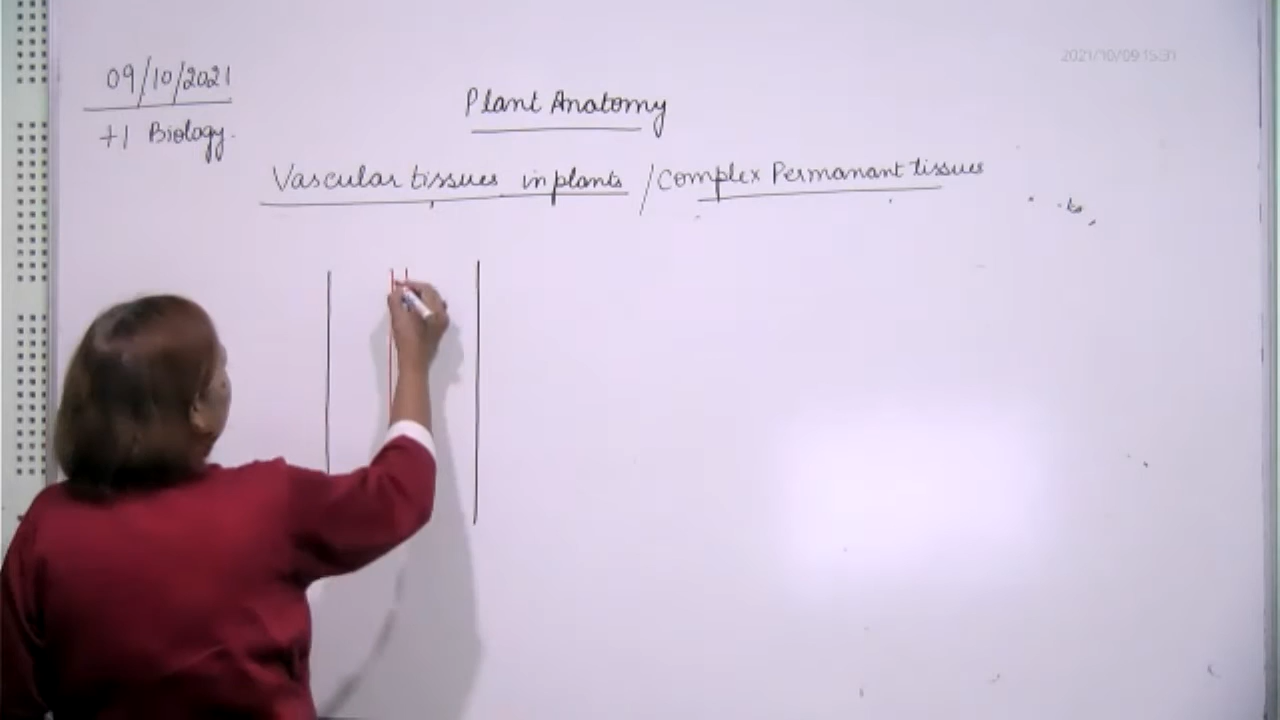 2021/10/09 15:31
09/10/2021
+1 Biology.
Plant Anatomy
Vascular tissues in plants / Complex Permanant tissues